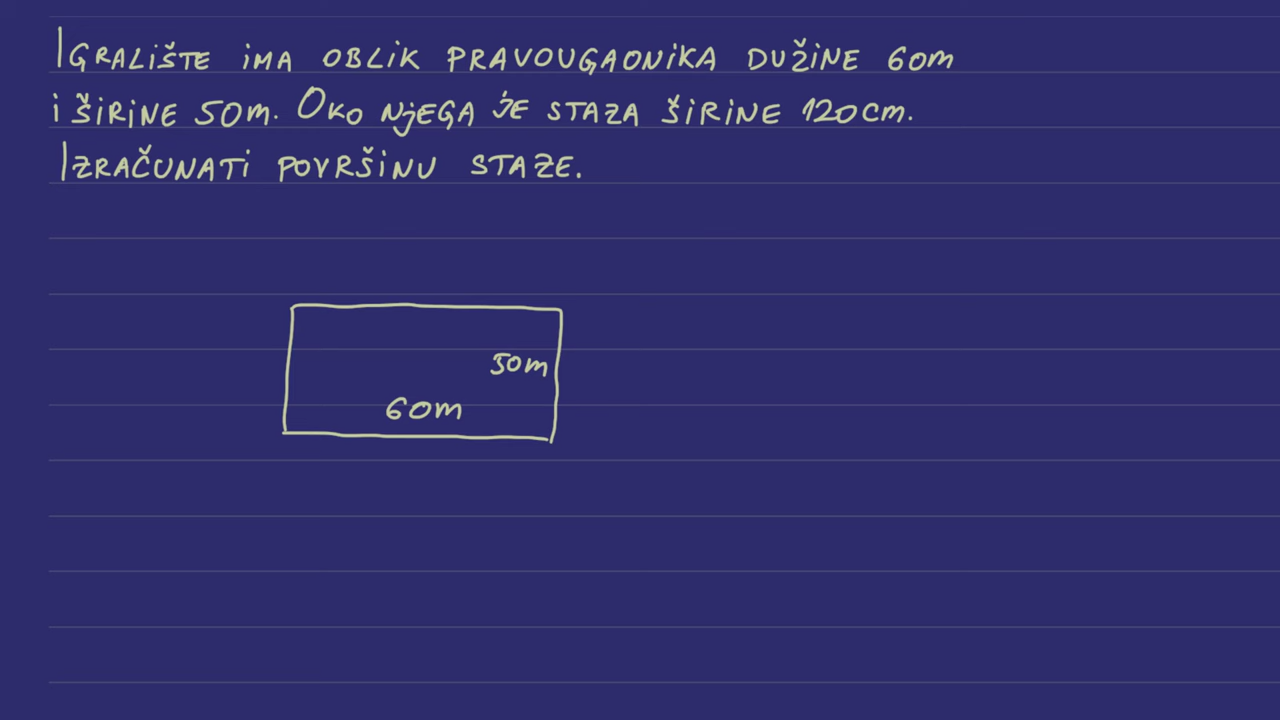 IGRALIŠTE IMA OBLIK PRAVOUGAONIKA DUŽINE 60m
i ŠIRINE 50m. OKO NJEGA JE STAZA ŠIRINE 120cm.
IZRAČUNATI POVRŠINU STAZE.
50m
60m